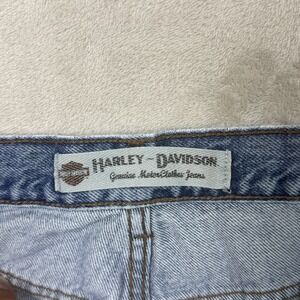 HARLEY-DAVIDSON
Genuine MotorClothes Jeans